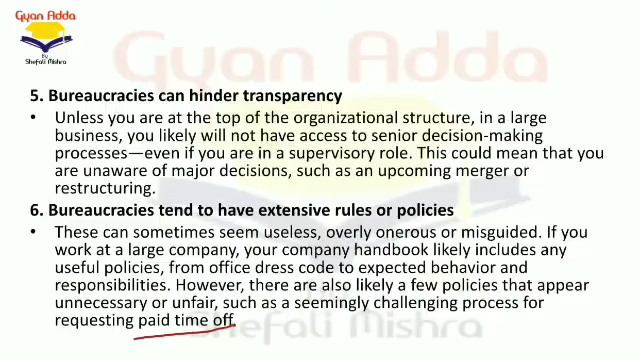 Gyan Adda
By
Shefali Mishra
Gyan Adda
5. Bureaucracies can hinder transparency
• Unless you are at the top of the organizational structure, in a large
business, you likely will not have access to senior decision-making
processes—even if you are in a supervisory role. This could mean that you
are unaware of major decisions, such as an upcoming merger or
restructuring.
6. Bureaucracies tend to have extensive rules or policies
• These can sometimes seem useless, overly onerous or misguided. If you
work at a large company, your company handbook likely includes any
useful policies, from office dress code to expected behavior and
responsibilities. However, there are also likely a few policies that appear
unnecessary or unfair, such as a seemingly challenging process for
requesting paid time off.
Shefali Mishra